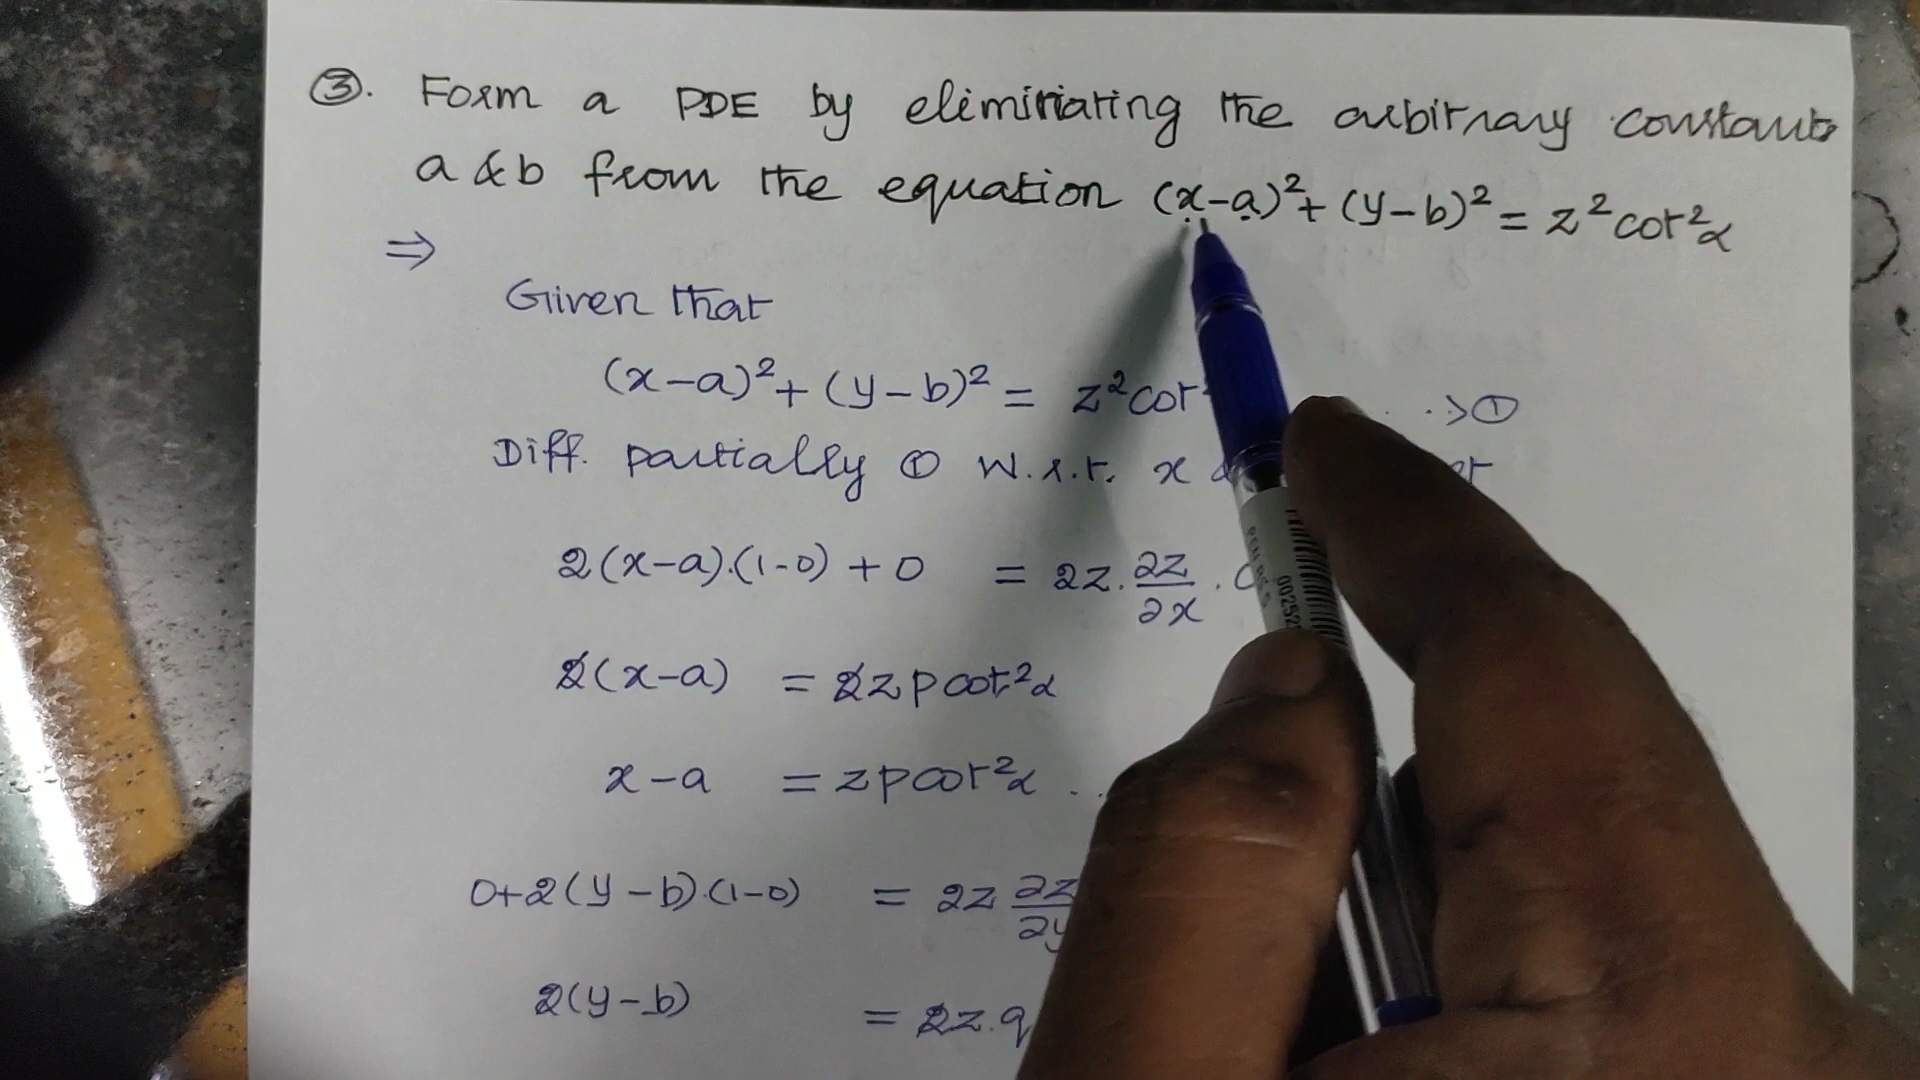 ③. Form a PDE by eliminating the arbitrary constants
a & b from the equation (x-a)²+(y-b)² = z²cot²α
⇒
Given that
(x-a)²+(y-b)² = z²cot ..>①
Diff. partially ① w.r.t. x
2(x-a).(1-0) + 0 = 2z. ∂z/∂x .
2(x-a) = 2zpcot²α
x-a = zpcot²α ..
0+2(y-b).(1-0) = 2z ∂z/∂y
2(y-b) = 2z.q